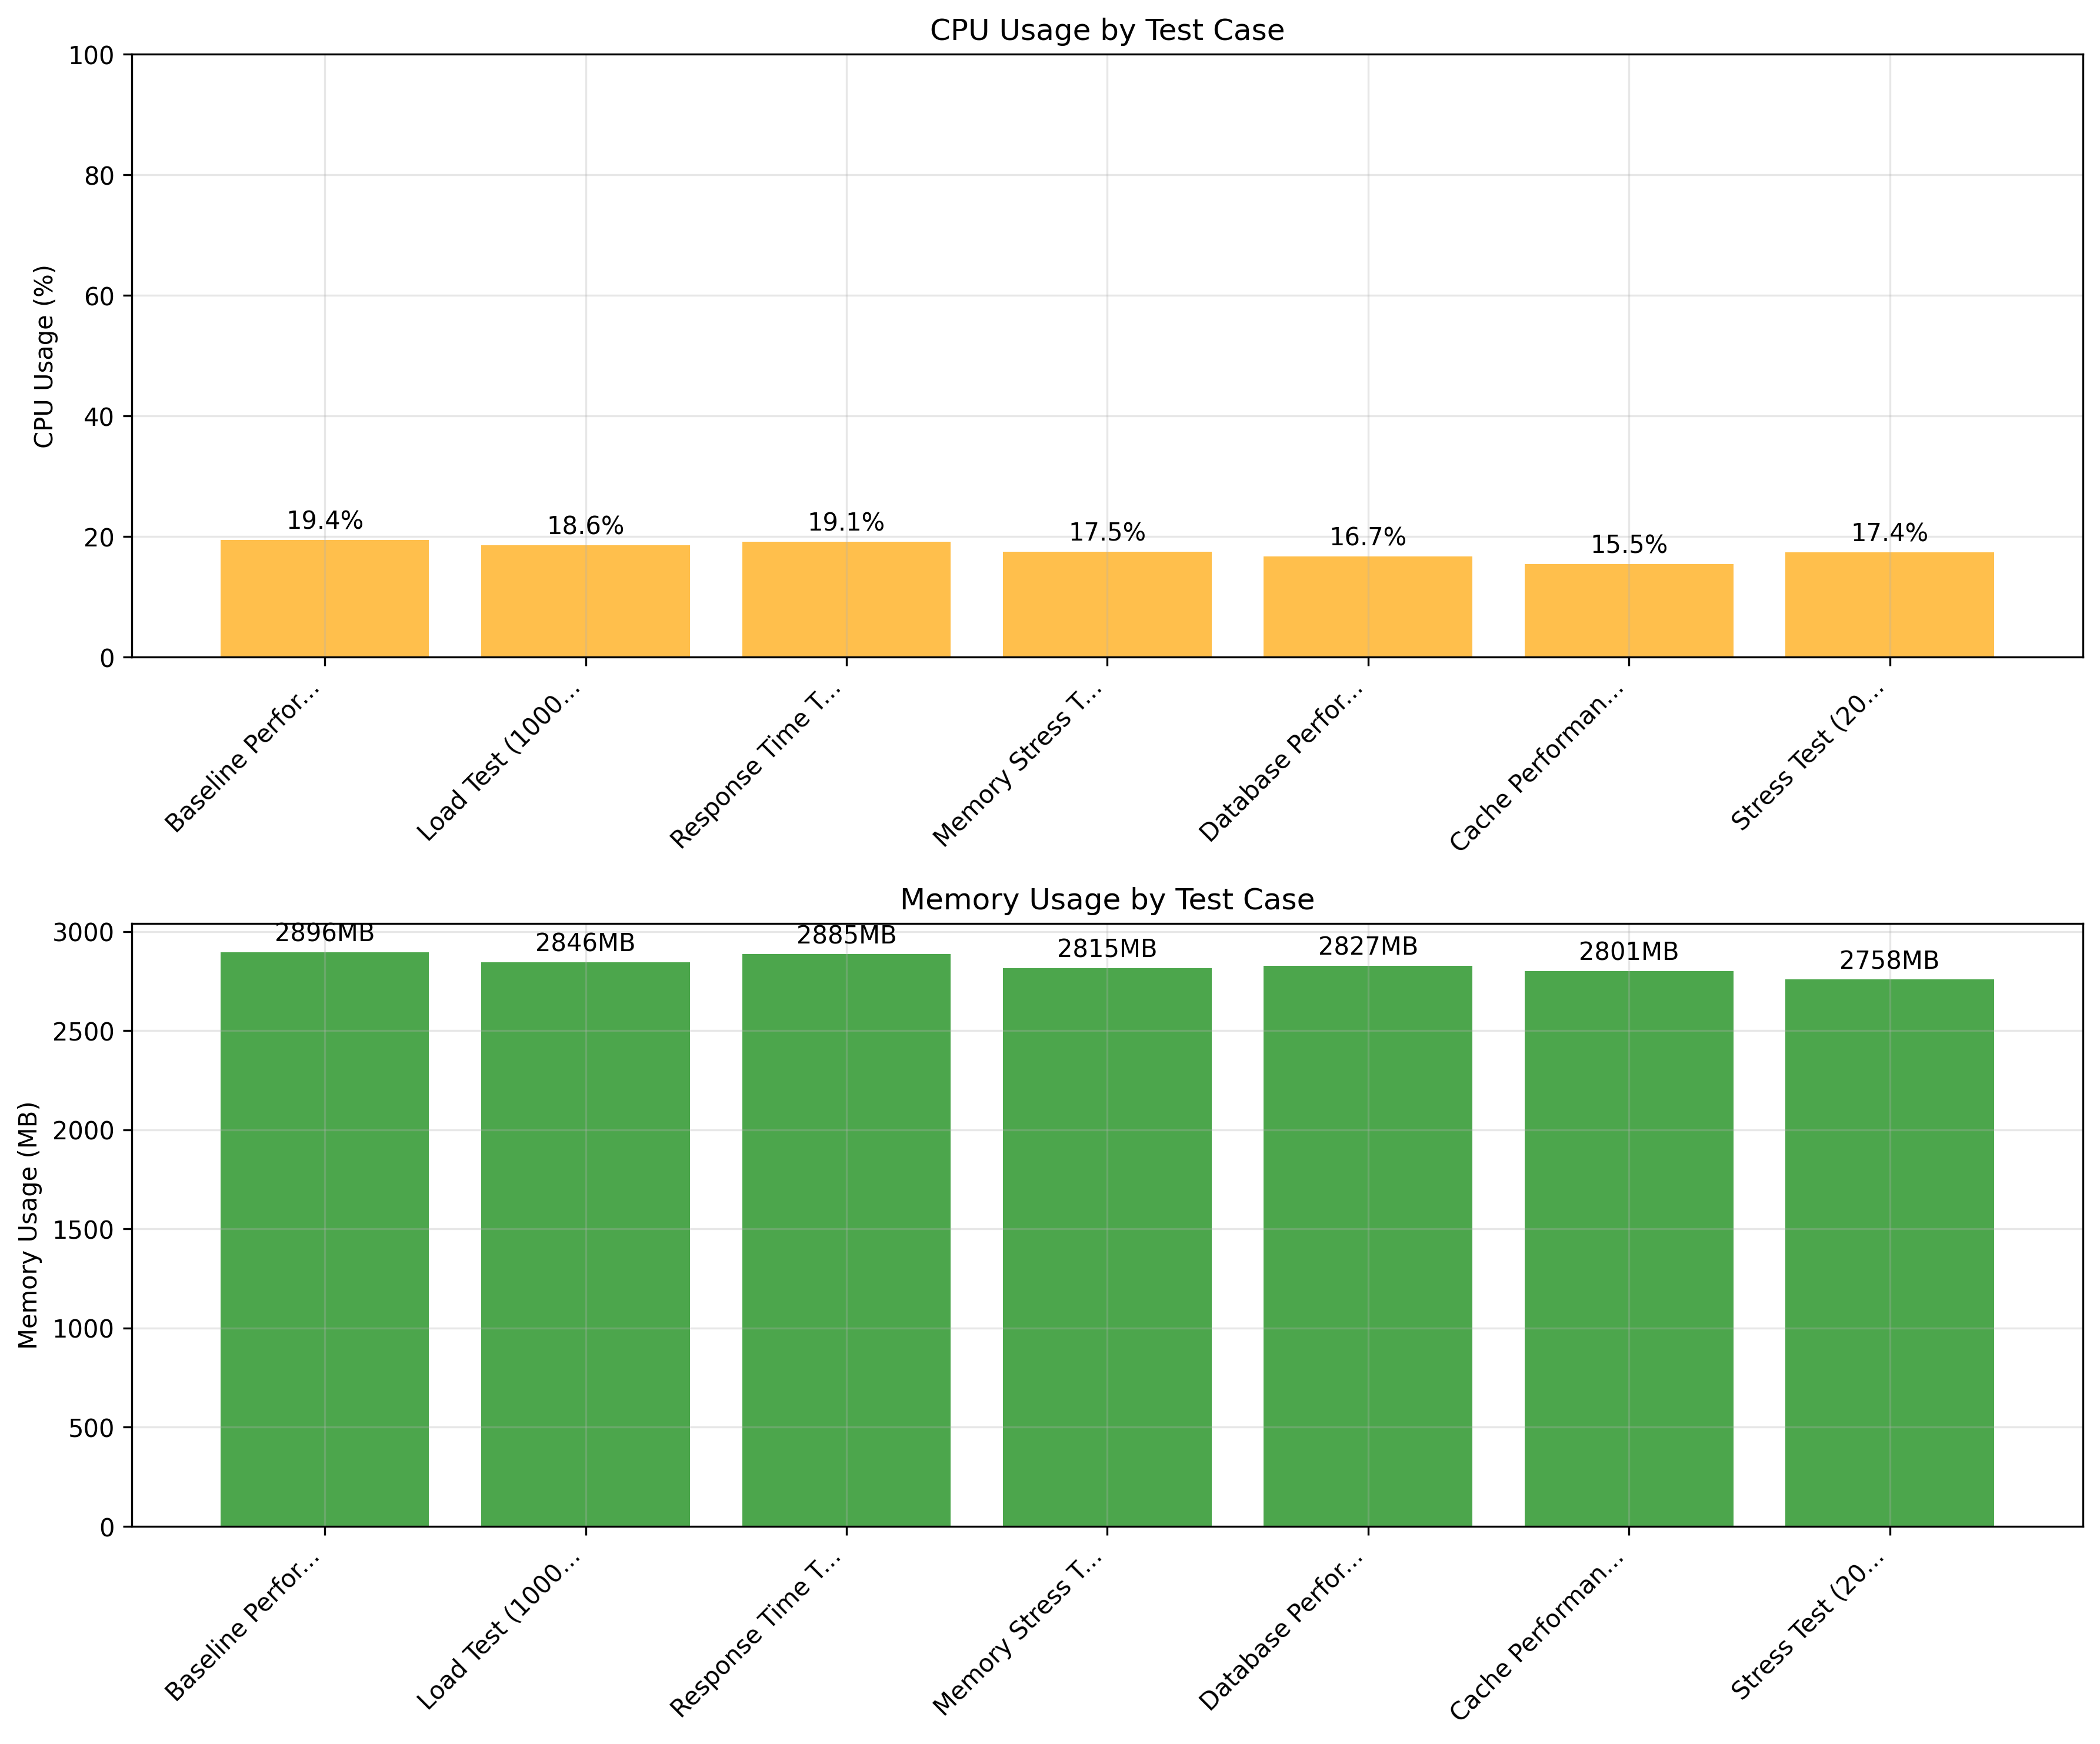 CPU Usage by Test Case
CPU Usage (%)
100
80
60
40
20
0
19.4%
18.6%
19.1%
17.5%
16.7%
15.5%
17.4%
Baseline Perfor...
Load Test (1000...
Response Time T...
Memory Stress T...
Database Perfor...
Cache Performan...
Stress Test (20...
Memory Usage by Test Case
Memory Usage (MB)
3000
2500
2000
1500
1000
500
0
2896MB
2846MB
2885MB
2815MB
2827MB
2801MB
2758MB
Baseline Perfor...
Load Test (1000...
Response Time T...
Memory Stress T...
Database Perfor...
Cache Performan...
Stress Test (20...